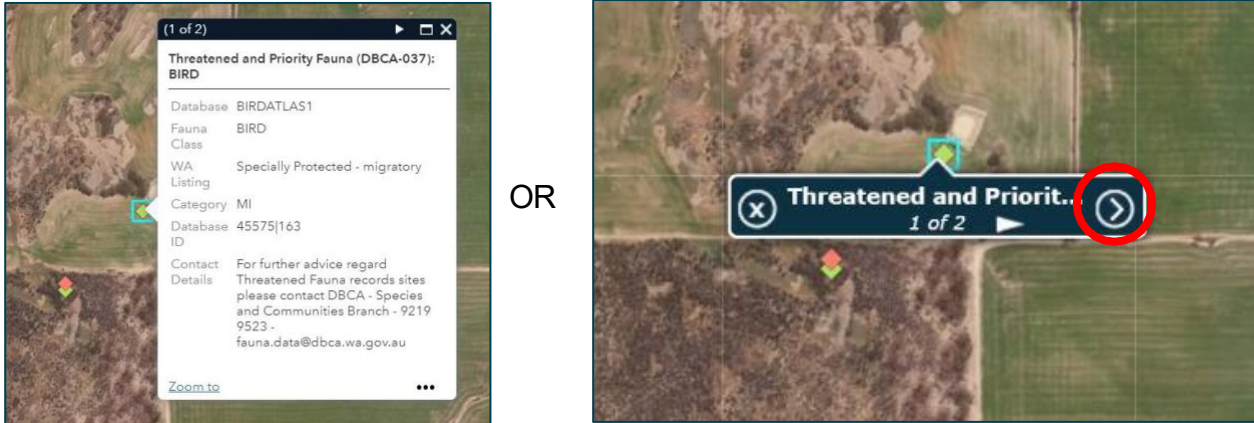 (1 of 2)
Threatened and Priority Fauna (DBCA-037):
BIRD
Database BIRDATLAS1
Fauna BIRD
Class
WA Specially Protected - migratory
Listing
Category MI
Database 45575|163
ID
Contact For further advice regard
Details Threatened Fauna records sites
please contact DBCA - Species
and Communities Branch - 9219
9523 -
fauna.data@dbca.wa.gov.au
Zoom to
OR
Threatened and Priorit...
1 of 2